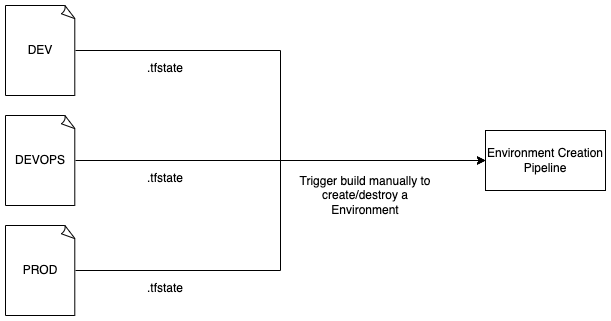 DEV
.tfstate
DEVOPS
.tfstate
Trigger build manually to
create/destroy a
Environment
Environment Creation
Pipeline
PROD
.tfstate